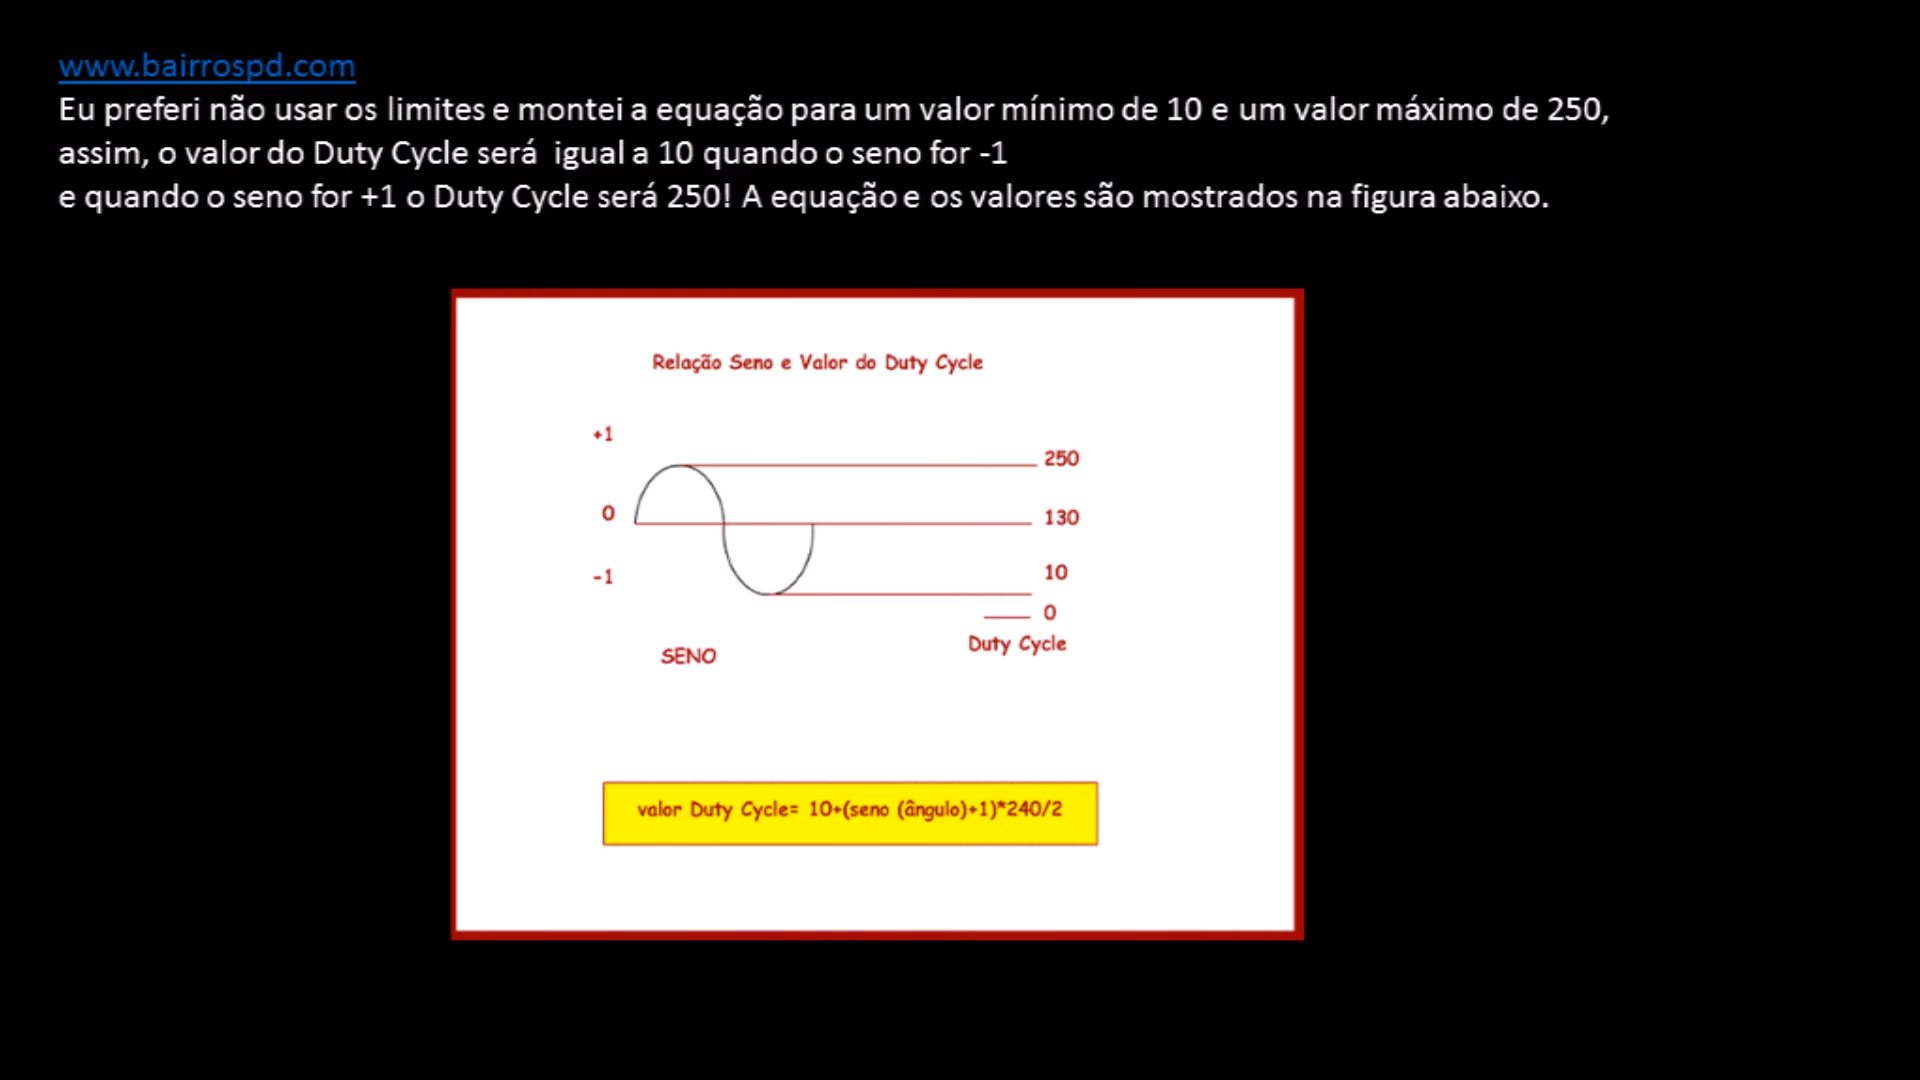 www.bairrospd.com
Eu preferi não usar os limites e montei a equação para um valor mínimo de 10 e um valor máximo de 250,
assim, o valor do Duty Cycle será igual a 10 quando o seno for -1
e quando o seno for +1 o Duty Cycle será 250! A equação e os valores são mostrados na figura abaixo.
Relação Seno e Valor do Duty Cycle
+1
250
0
130
-1
10
0
Duty Cycle
SENO
valor Duty Cycle= 10+(seno (ângulo)+1)*240/2